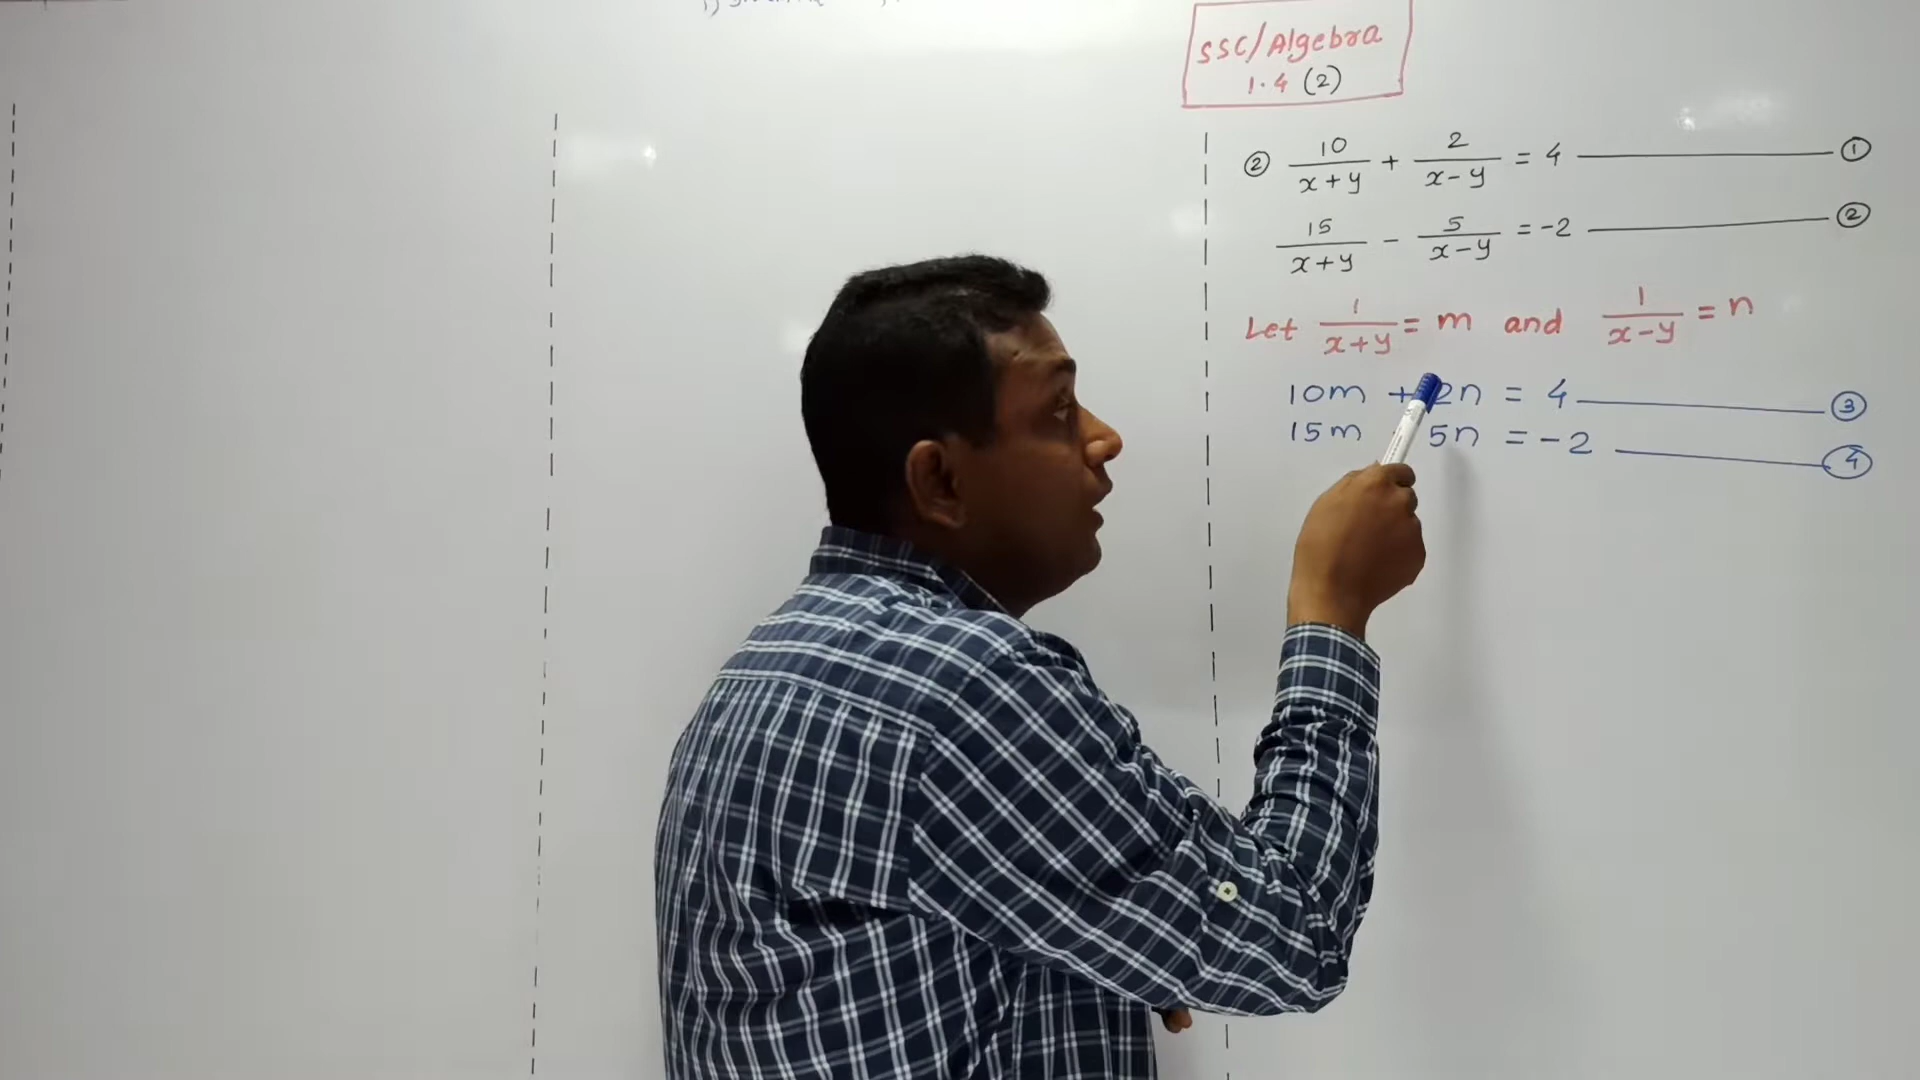 SSC/Algebra
1.4 (2)
② 10/(x+y) + 2/(x-y) = 4 ——— ①
15/(x+y) - 5/(x-y) = -2 ——— ②
Let 1/(x+y) = m and 1/(x-y) = n
10m + 2n = 4 ——— ③
15m 5n = -2 ——— ④